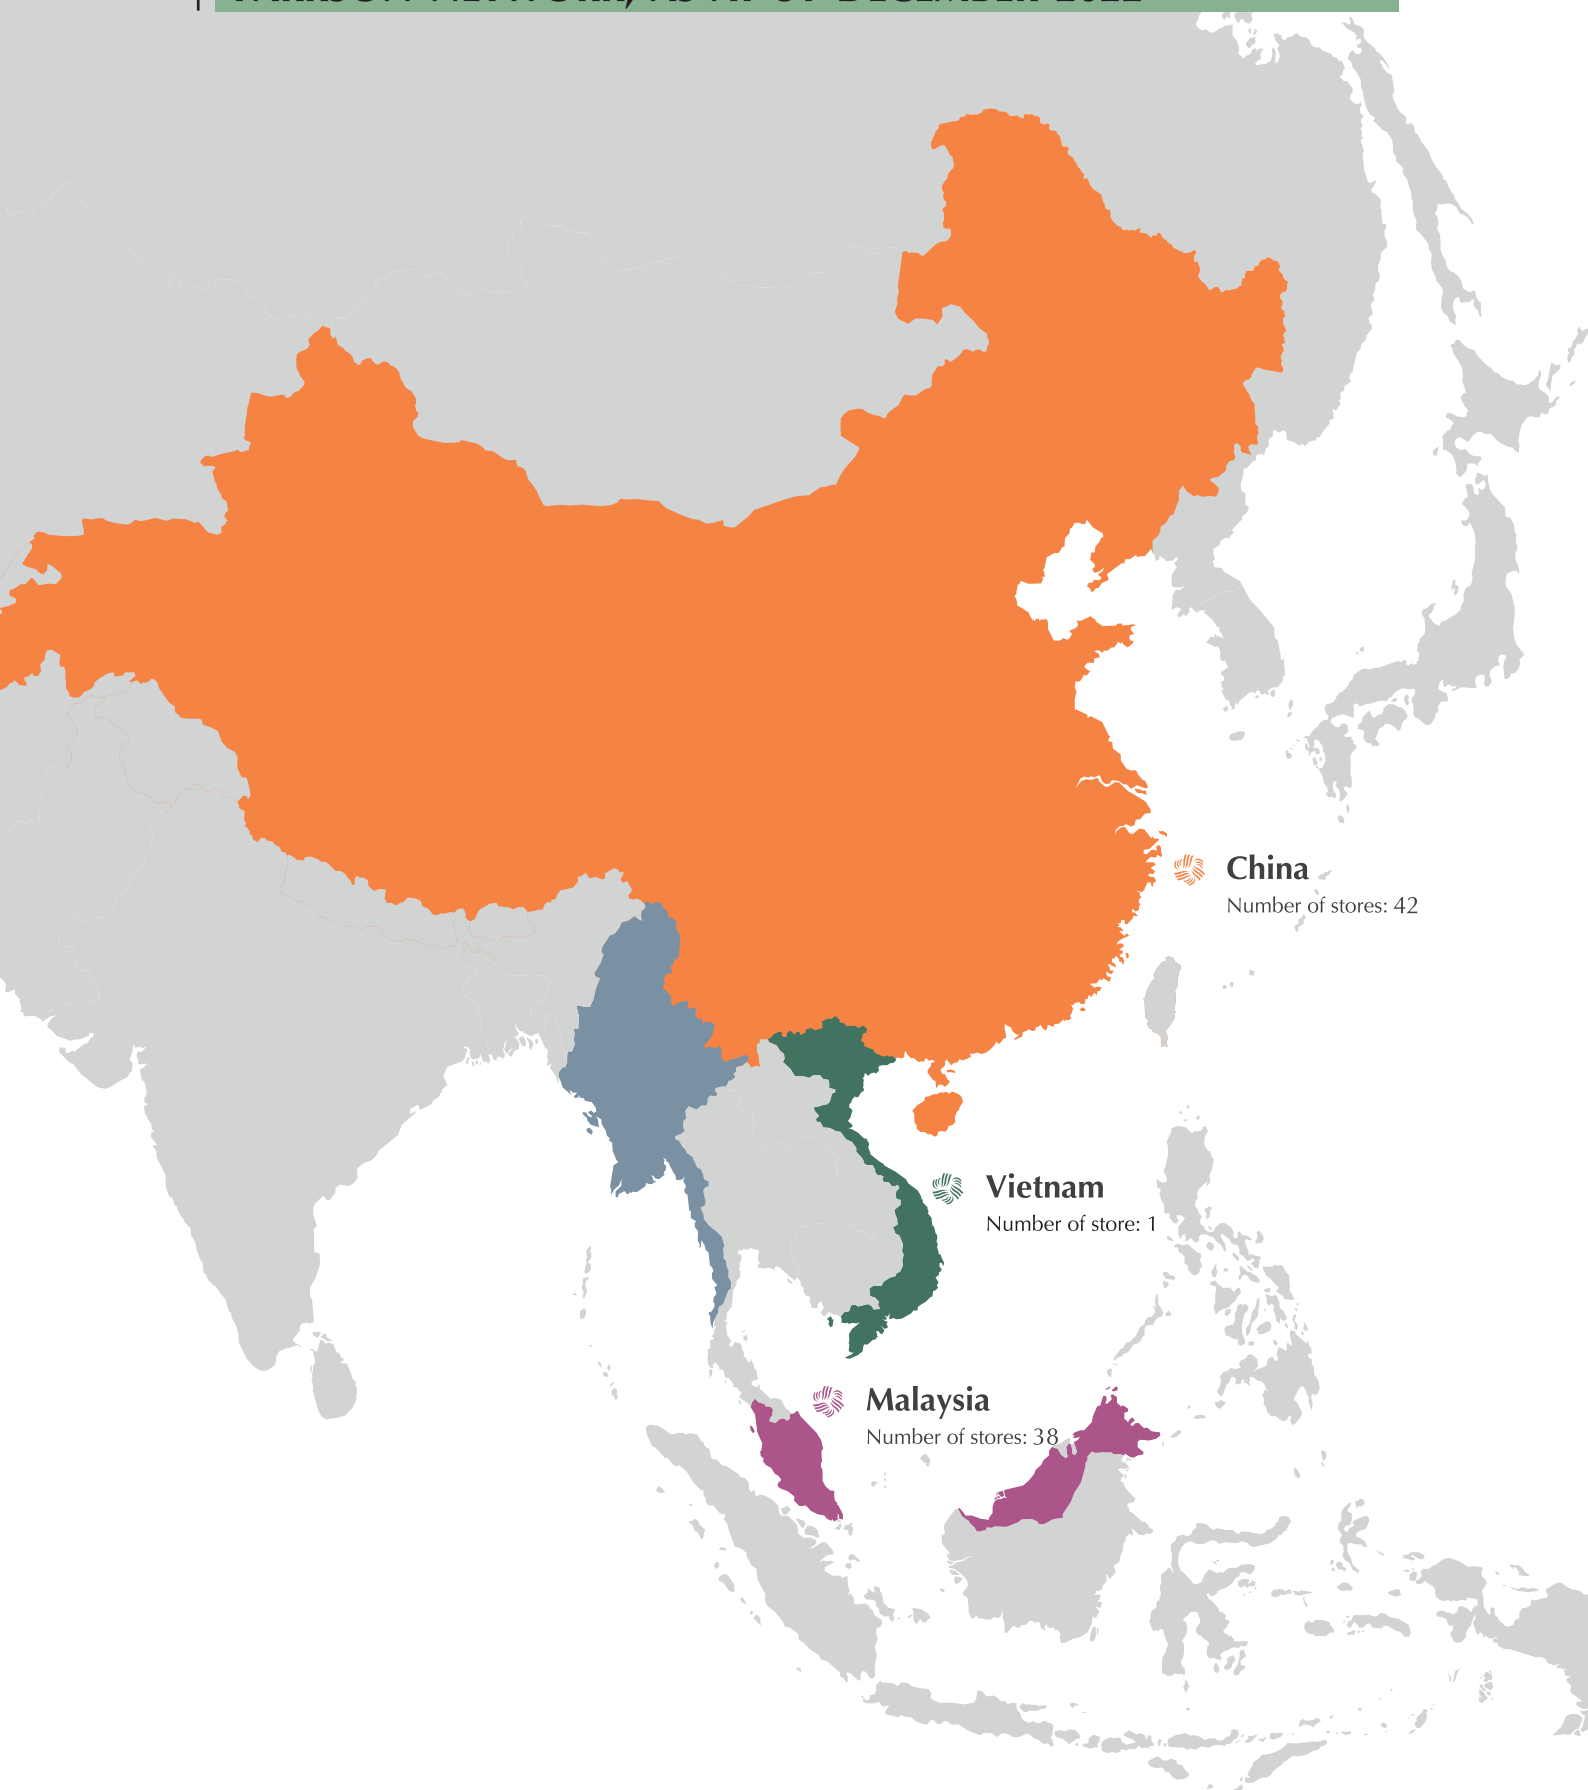 China
Number of stores: 42
Vietnam
Number of store: 1
Malaysia
Number of stores: 38